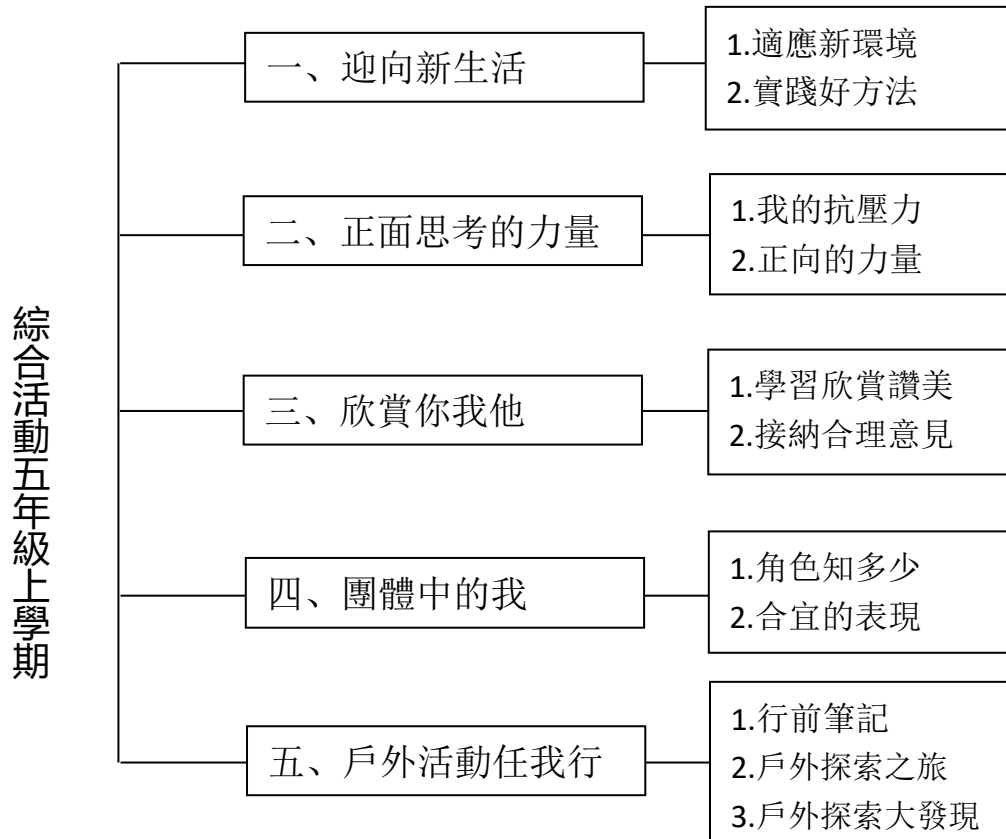 綜合活動五年級上學期
一、迎向新生活
1.適應新環境
2.實踐好方法
二、正面思考的力量
1.我的抗壓力
2.正向的力量
三、欣賞你我他
1.學習欣賞讚美
2.接納合理意見
四、團體中的我
1.角色知多少
2.合宜的表現
五、戶外活動任我行
1.行前筆記
2.戶外探索之旅
3.戶外探索大發現